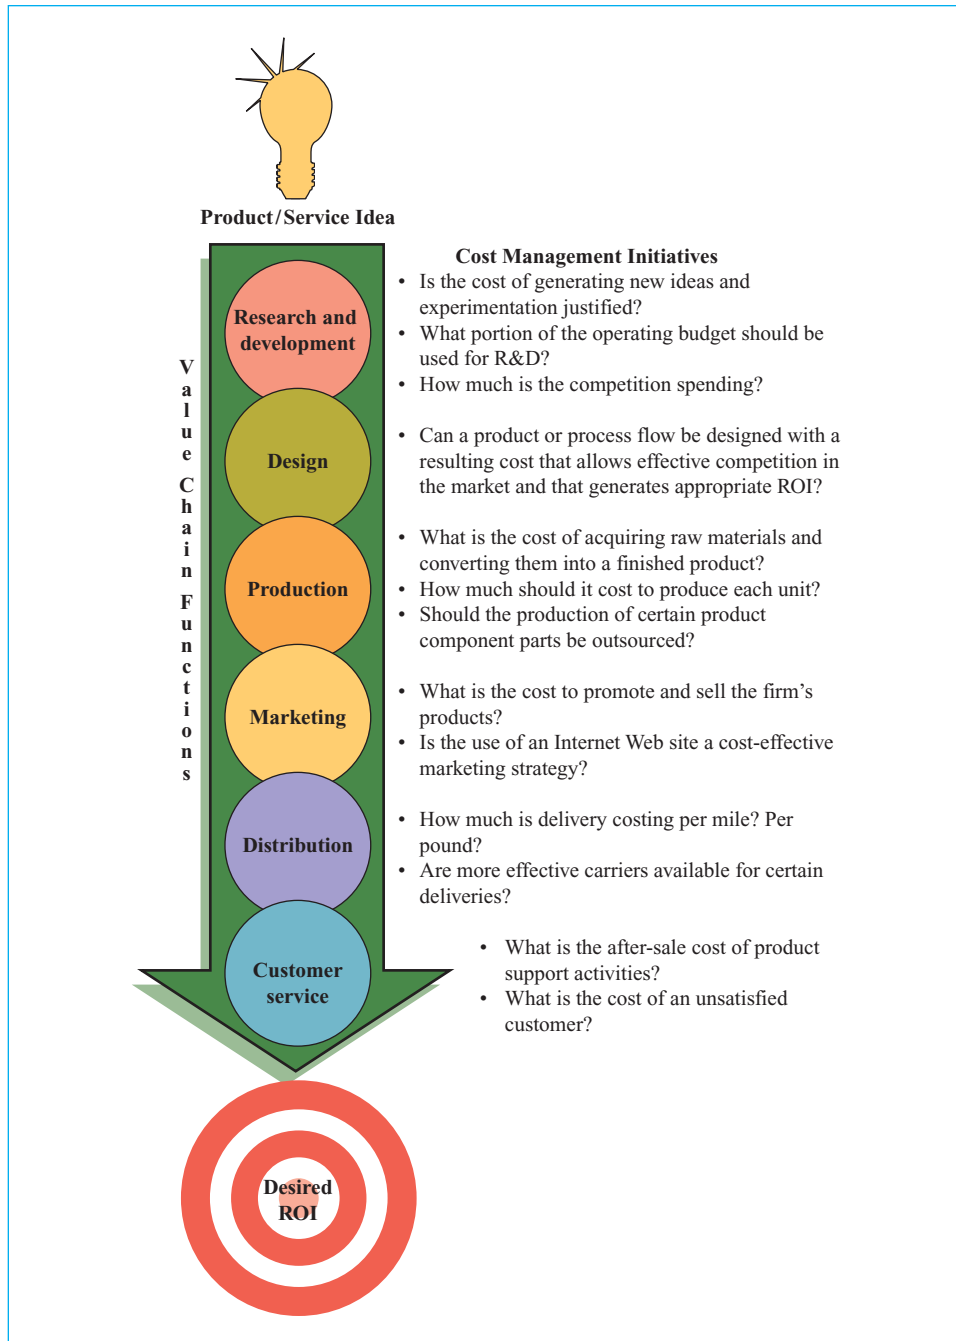 Product/Service Idea
Value Chain Functions
Research and
development
Design
Production
Marketing
Distribution
Customer
service
Desired
ROI
Cost Management Initiatives
• Is the cost of generating new ideas and
experimentation justified?
• What portion of the operating budget should be
used for R&D?
• How much is the competition spending?
• Can a product or process flow be designed with a
resulting cost that allows effective competition in
the market and that generates appropriate ROI?
• What is the cost of acquiring raw materials and
converting them into a finished product?
• How much should it cost to produce each unit?
• Should the production of certain product
component parts be outsourced?
• What is the cost to promote and sell the firm’s
products?
• Is the use of an Internet Web site a cost-effective
marketing strategy?
• How much is delivery costing per mile? Per
pound?
• Are more effective carriers available for certain
deliveries?
• What is the after-sale cost of product
support activities?
• What is the cost of an unsatisfied
customer?